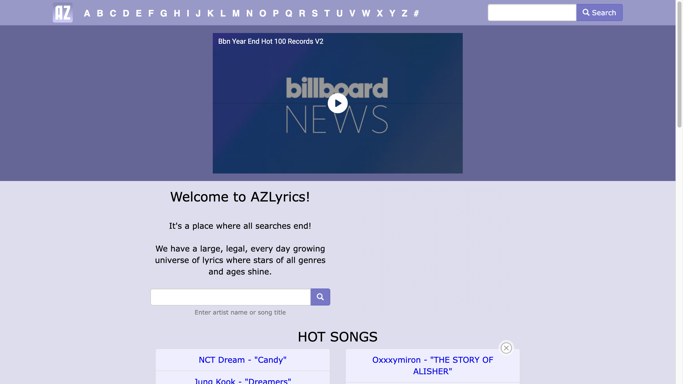 AZ A B C D E F G H I J K L M N O P Q R S T U V W X Y Z # Search
Bbn Year End Hot 100 Records V2
billboard
NEWS
Welcome to AZLyrics!
It's a place where all searches end!
We have a large, legal, every day growing
universe of lyrics where stars of all genres
and ages shine.
Enter artist name or song title
HOT SONGS
NCT Dream - "Candy"
Jung Kook - "Dreamers"
Oxxxymiron - "THE STORY OF
ALISHER"